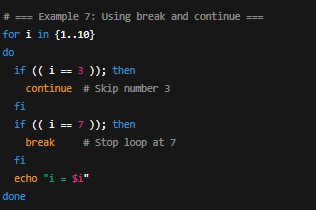 # === Example 7: Using break and continue ===
for i in {1..10}
do
  if (( i == 3 )); then
    continue  # Skip number 3
  fi
  if (( i == 7 )); then
    break     # Stop loop at 7
  fi
  echo "i = $i"
done